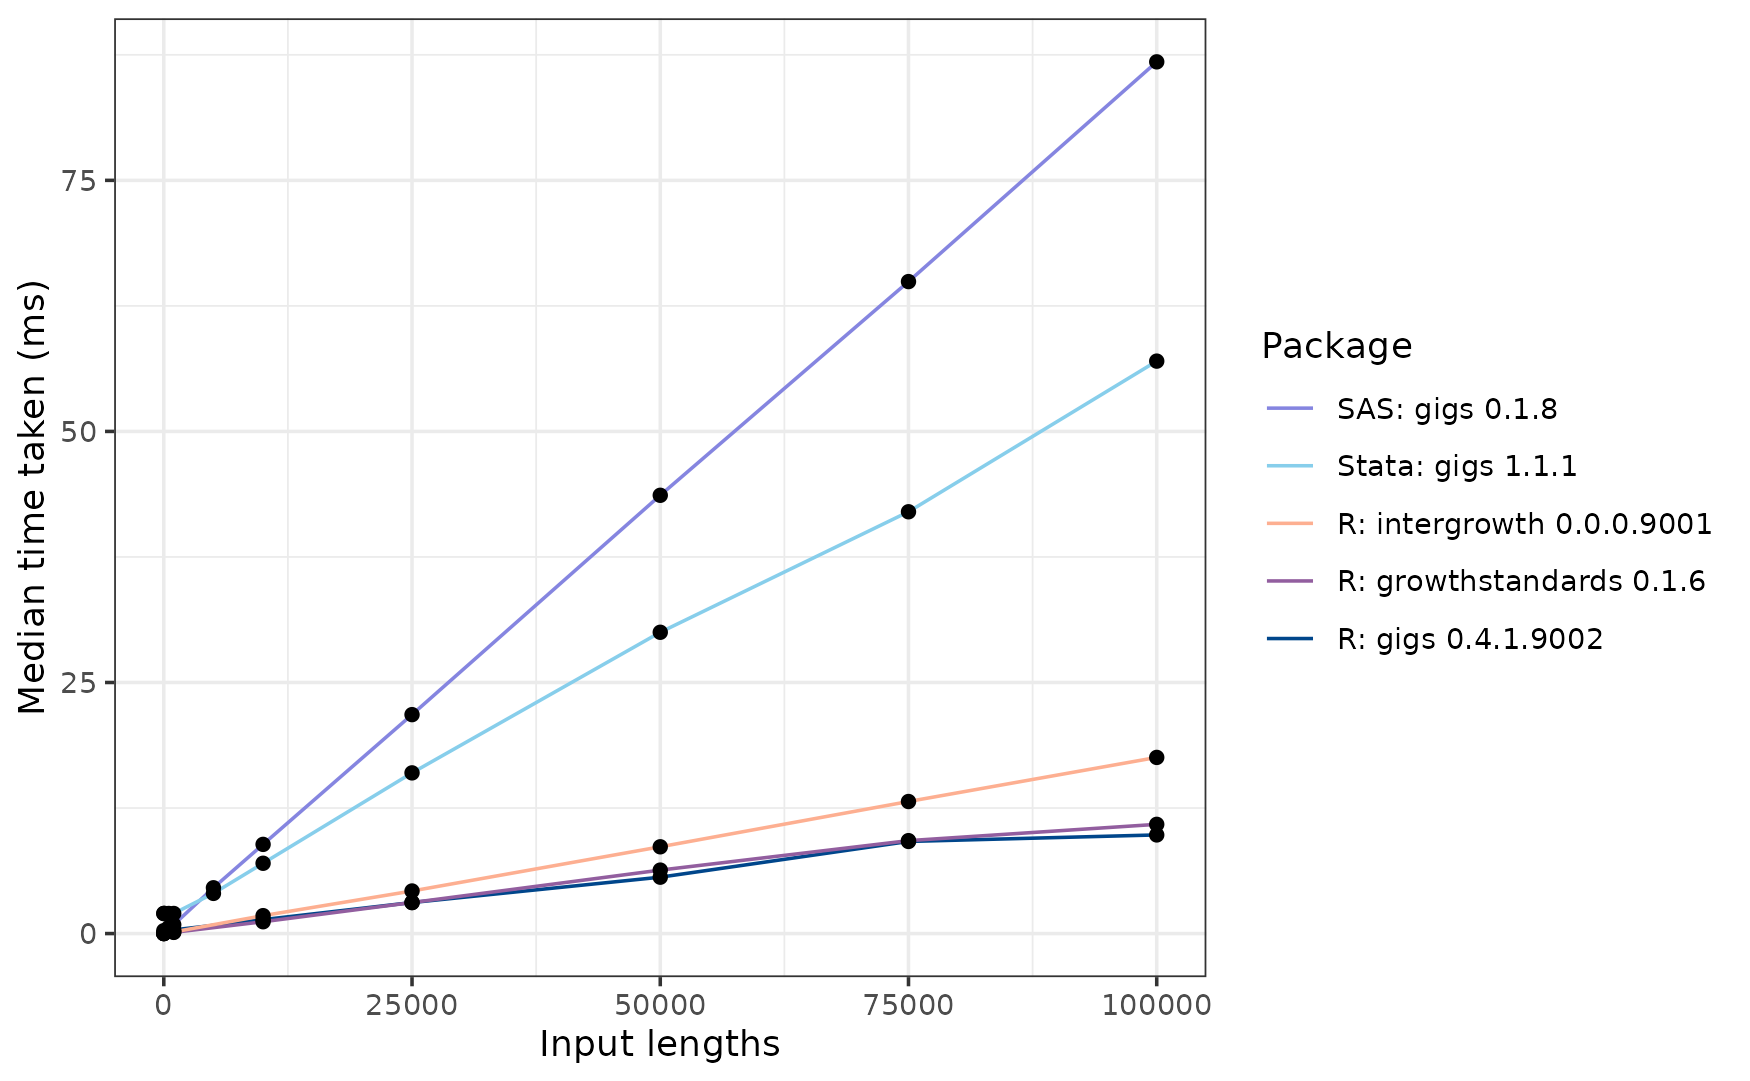 75
50
25
0
Median time taken (ms)
0 25000 50000 75000 100000
Input lengths
Package
SAS: gigs 0.1.8
Stata: gigs 1.1.1
R: intergrowth 0.0.0.9001
R: growthstandards 0.1.6
R: gigs 0.4.1.9002